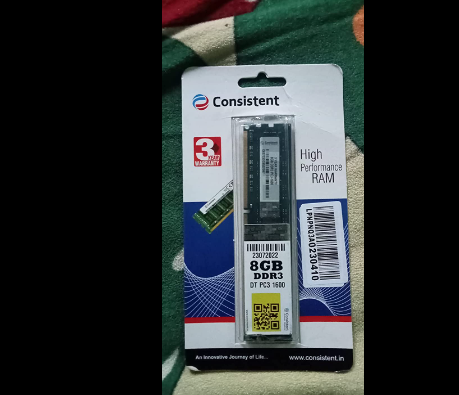 Consistent
3 YEAR
WARRANTY
High
Performance
RAM
LPNPNQ3A0230410
23072022
8GB
DDR3
DT PC3 1600
An Innovative Journey of Life...
www.consistent.in